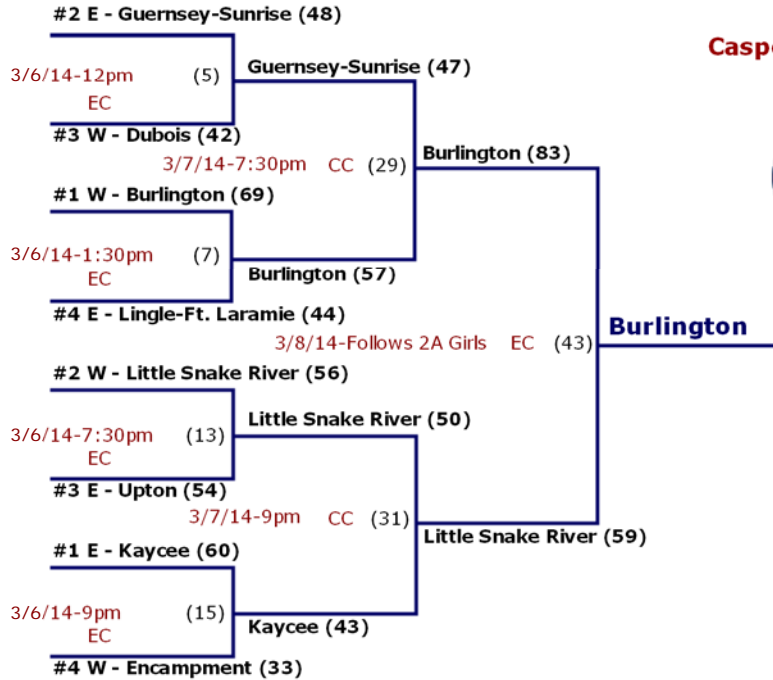 #2 E - Guernsey-Sunrise (48)
Guernsey-Sunrise (47)
3/6/14-12pm (5)
EC
#3 W - Dubois (42)
3/7/14-7:30pm CC (29)
Burlington (83)
#1 W - Burlington (69)
3/6/14-1:30pm (7)
EC
Burlington (57)
#4 E - Lingle-Ft. Laramie (44)
3/8/14-Follows 2A Girls EC (43)
Burlington
#2 W - Little Snake River (56)
Little Snake River (50)
3/6/14-7:30pm (13)
EC
#3 E - Upton (54)
3/7/14-9pm CC (31)
Little Snake River (59)
#1 E - Kaycee (60)
3/6/14-9pm (15)
EC
Kaycee (43)
#4 W - Encampment (33)